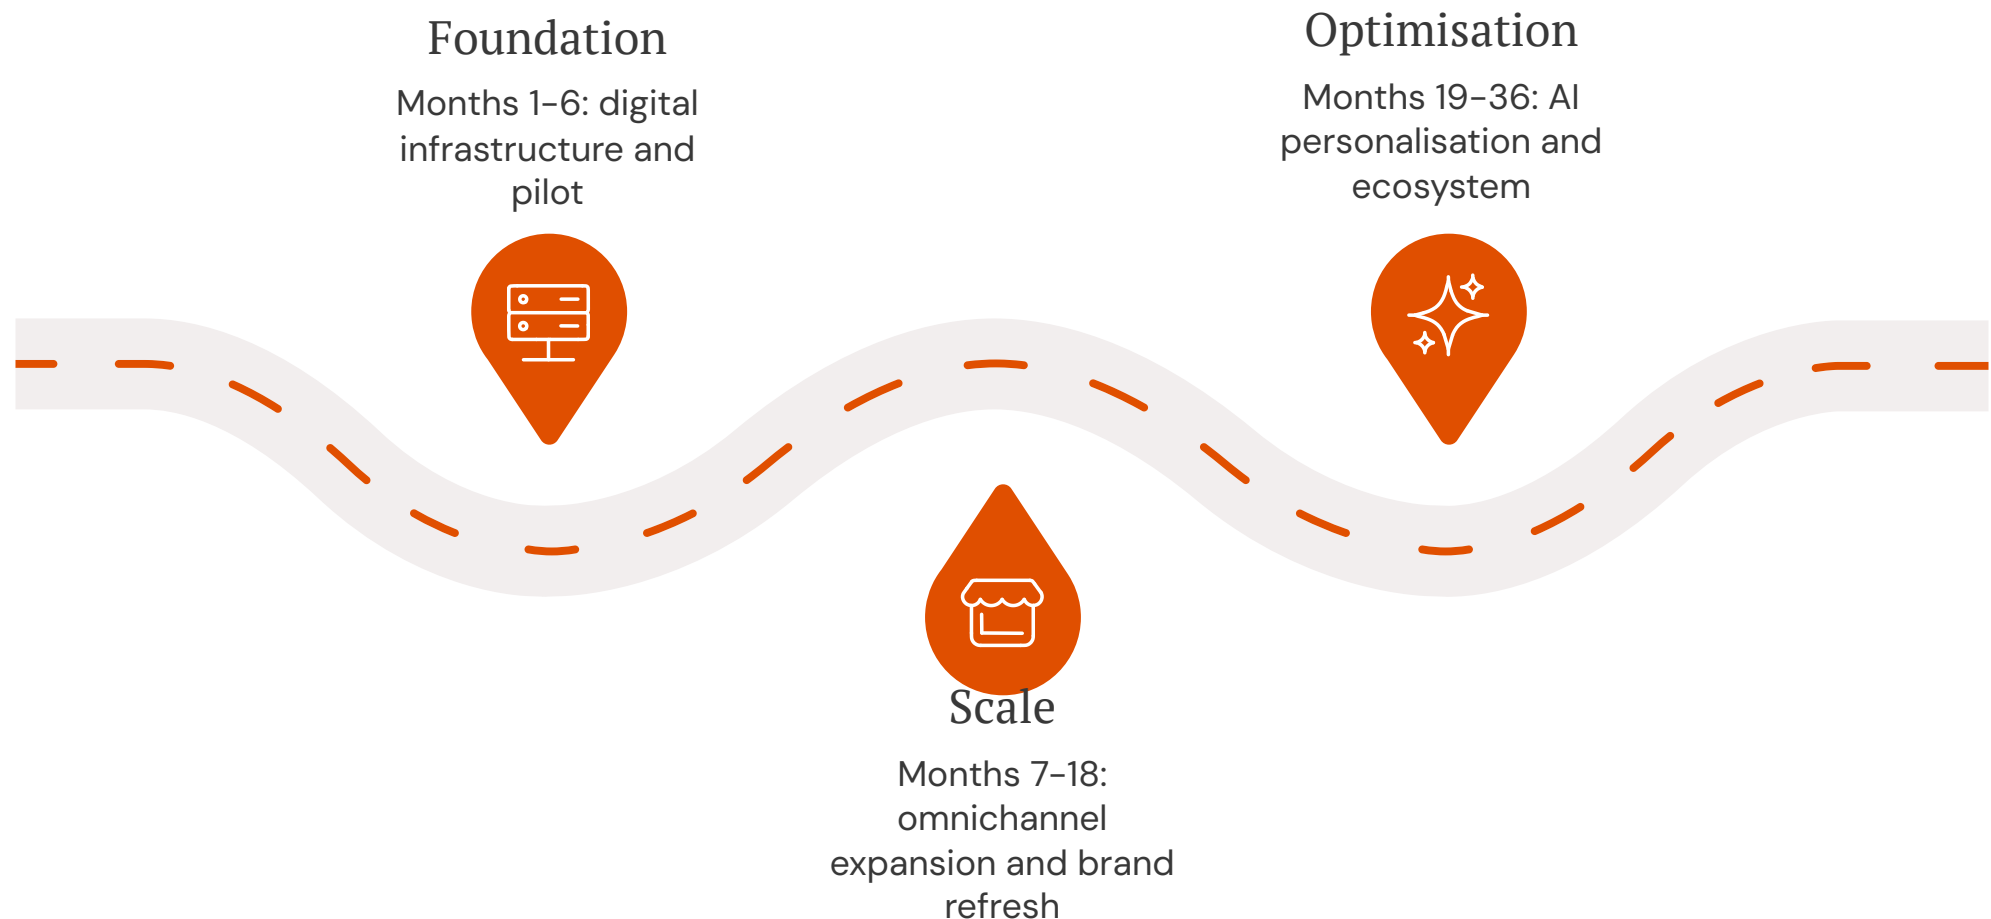 Foundation
Months 1–6: digital
infrastructure and
pilot
Optimisation
Months 19–36: AI
personalisation and
ecosystem
Scale
Months 7–18:
omnichannel
expansion and brand
refresh